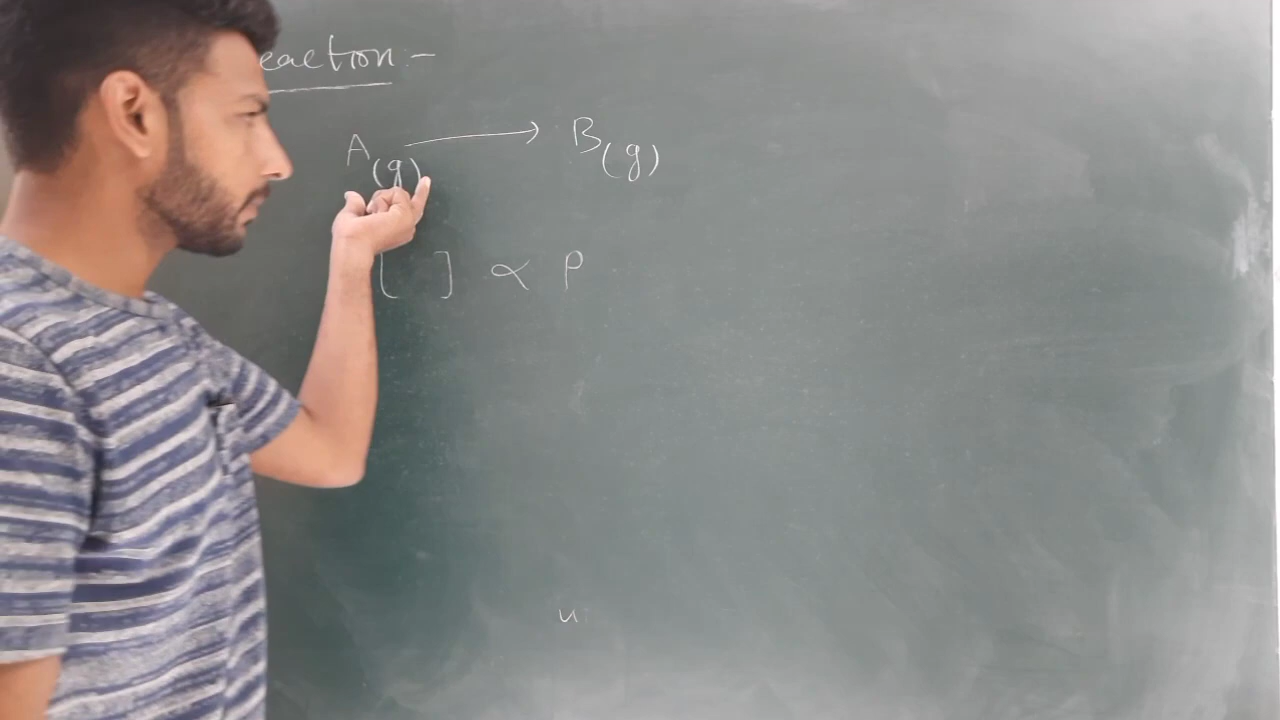 eaction:-
A(g) → B(g)
[ ] ∝ P
u